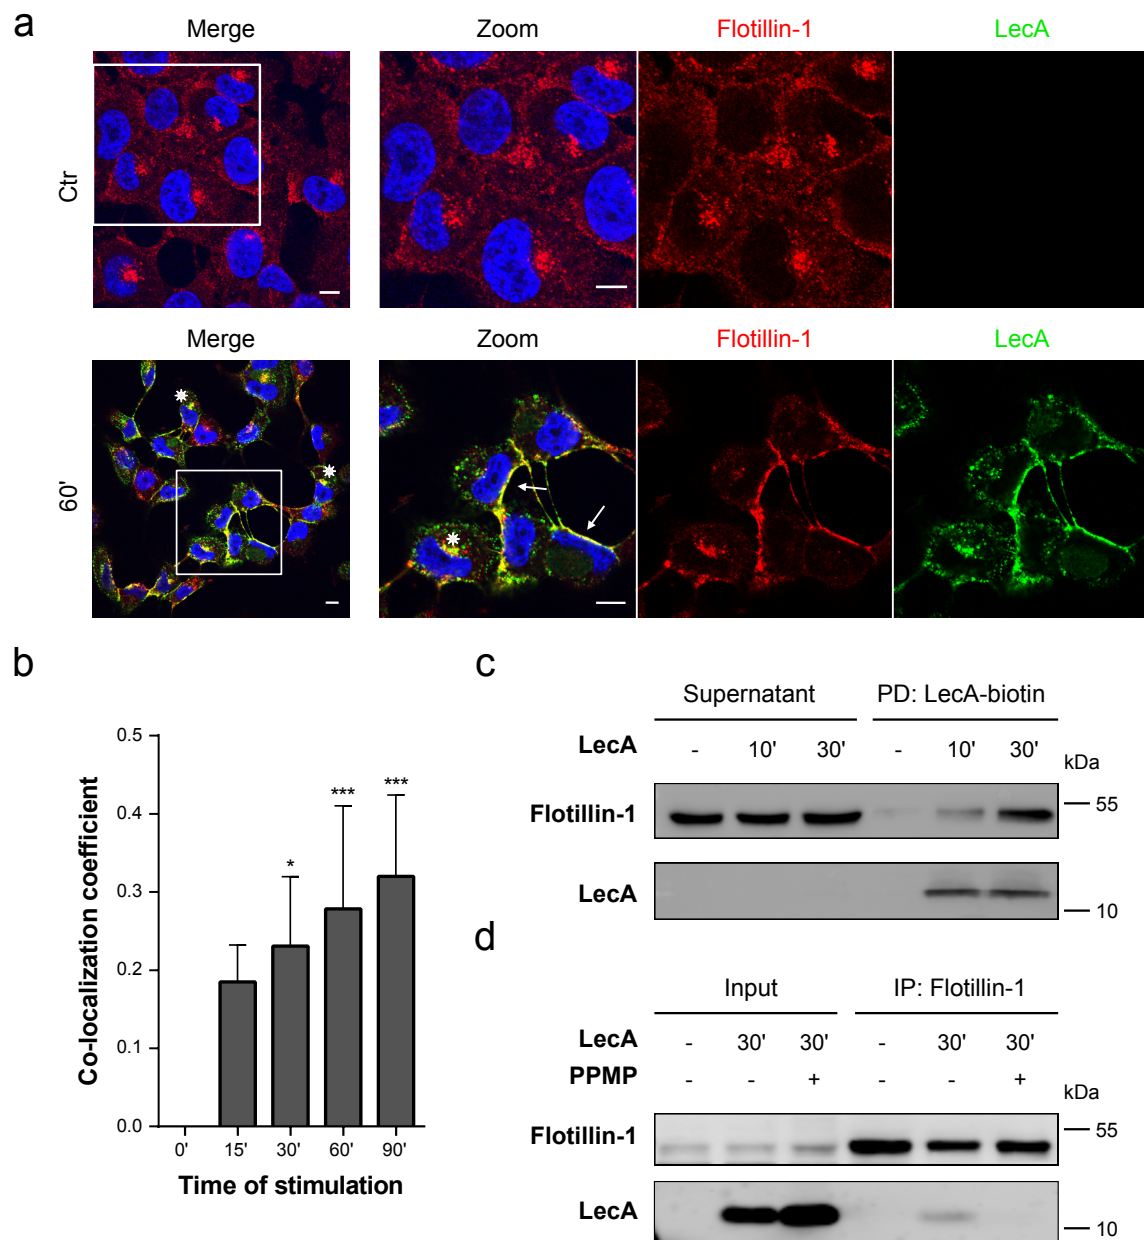 a
Merge Zoom Flotillin-1 LecA
Ctr
Merge Zoom Flotillin-1 LecA
60'
b
Co-localization coefficient
0.5
0.4
0.3
0.2
0.1
0.0
* *** ***
0' 15' 30' 60' 90'
Time of stimulation
c
Supernatant PD: LecA-biotin
LecA - 10' 30' - 10' 30' kDa
Flotillin-1 55
LecA 10
d
Input IP: Flotillin-1
LecA - 30' 30' - 30' 30'
PPMP - - + - - + kDa
Flotillin-1 55
LecA 10